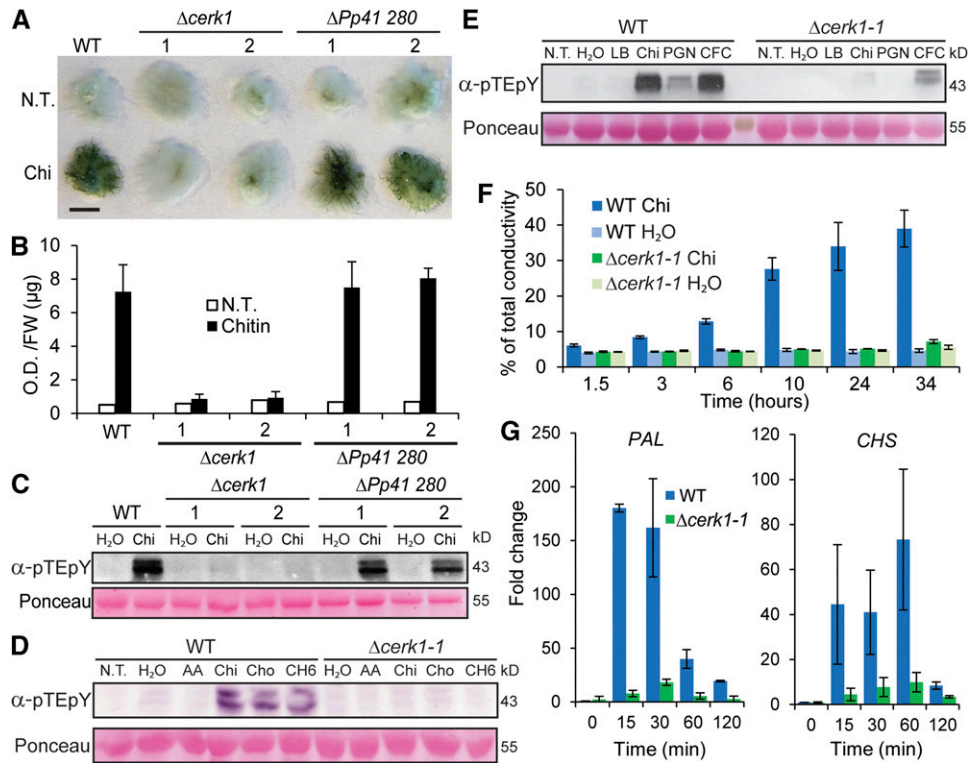 A
WT
Δcerk1
1 2
ΔPp41 280
1 2
N.T.
Chi
B
O.D. /FW (µg)
10
8
6
4
2
0
N.T.
Chitin
WT
1 2 1 2
Δcerk1 ΔPp41 280
C
Δcerk1 ΔPp41 280
WT 1 2 1 2
H₂O Chi H₂O Chi H₂O Chi H₂O Chi H₂O Chi kD
α-pTEpY 43
Ponceau 55
D
WT Δcerk1-1
N.T. H₂O AA Chi Cho CH6 H₂O AA Chi Cho CH6 kD
α-pTEpY 43
Ponceau 55
E
WT Δcerk1-1
N.T. H₂O LB Chi PGN CFC N.T. H₂O LB Chi PGN CFC kD
α-pTEpY 43
Ponceau 55
F
% of total conductivity
50
40
30
20
10
0
WT Chi
WT H₂O
Δcerk1-1 Chi
Δcerk1-1 H₂O
1.5 3 6 10 24 34
Time (hours)
G
PAL
Fold change
250
200
150
100
50
0
WT
Δcerk1-1
0 15 30 60 120
Time (min)
CHS
120
100
80
60
40
20
0
0 15 30 60 120
Time (min)